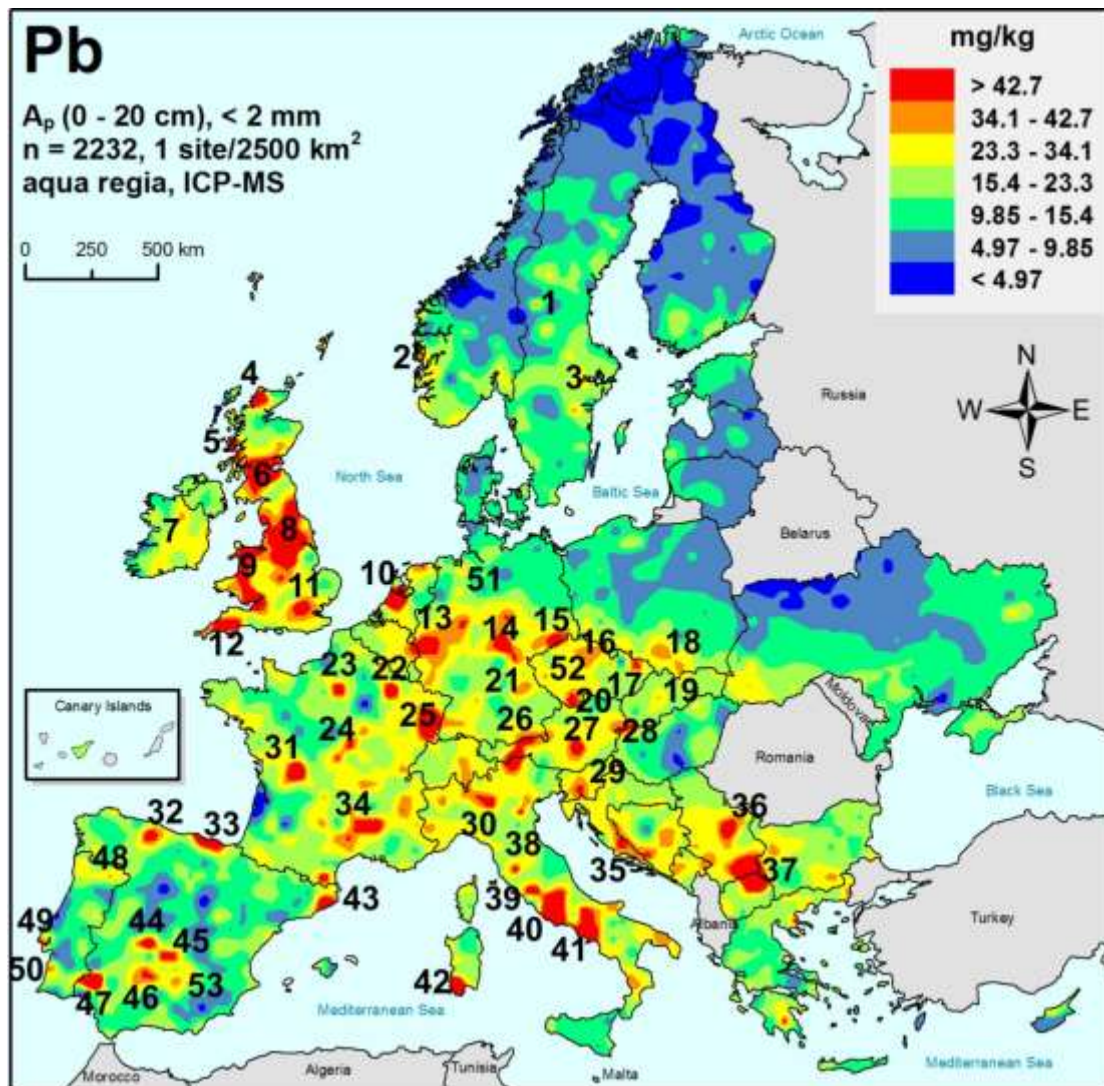 Pb
Aₚ (0 - 20 cm), < 2 mm
n = 2232, 1 site/2500 km²
aqua regia, ICP-MS
0 250 500 km
Arctic Ocean
mg/kg
> 42.7
34.1 - 42.7
23.3 - 34.1
15.4 - 23.3
9.85 - 15.4
4.97 - 9.85
< 4.97
N
W E
S
1
2
3
4
5
6
7
8
9
10
11
12
13
14
15
16
17
18
19
20
21
22
23
24
25
26
27
28
29
30
31
32
33
34
35
36
37
38
39
40
41
42
43
44
45
46
47
48
49
50
51
52
53
Russia
North Sea
Baltic Sea
Belarus
Canary Islands
Moldova
Romania
Black Sea
Albania
Turkey
Mediterranean Sea
Mediterranean Sea
Morocco
Algeria
Tunisia
Malta